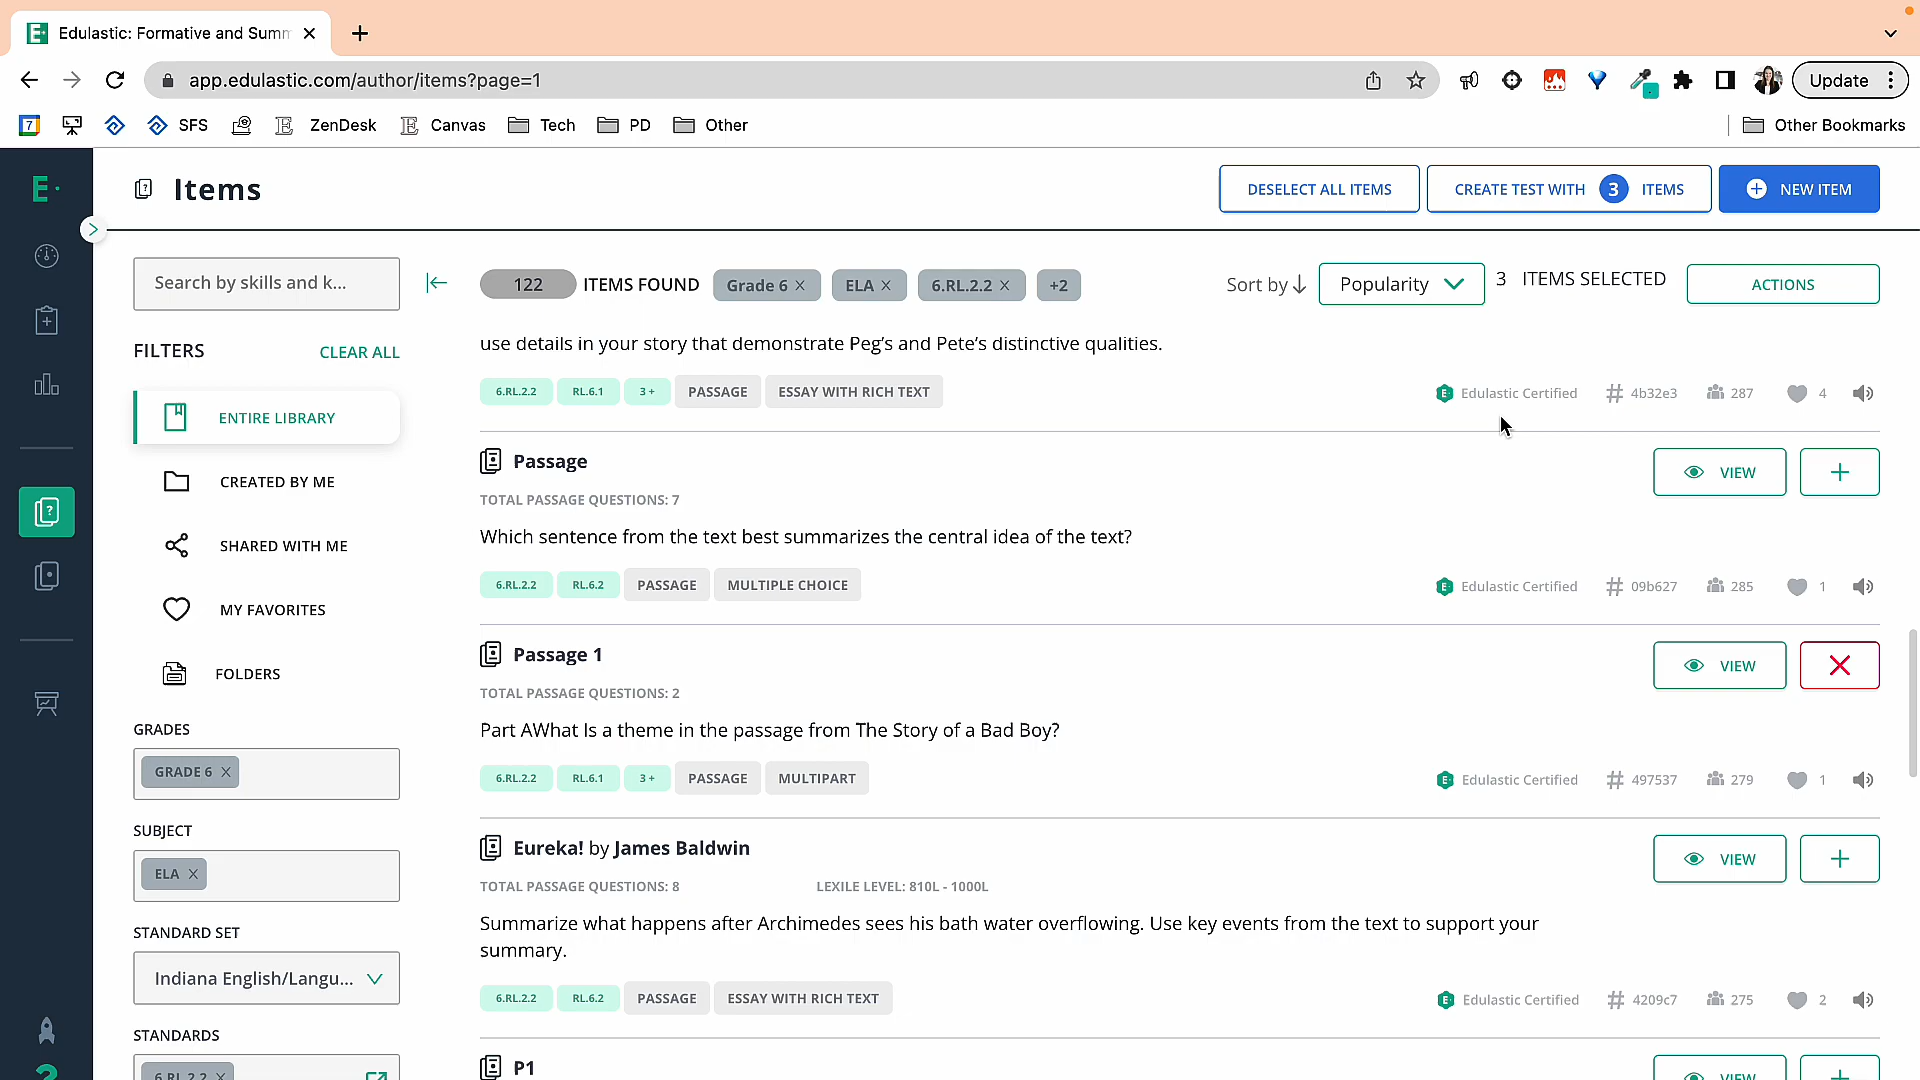 Edulastic: Formative and Summ
app.edulastic.com/author/items?page=1
Update
7
SFS
ZenDesk
Canvas
Tech
PD
Other
Other Bookmarks
E
Items
DESELECT ALL ITEMS
CREATE TEST WITH 3 ITEMS
NEW ITEM
Search by skills and k...
122 ITEMS FOUND
Grade 6
ELA
6.RL.2.2
+2
Sort by
Popularity
3 ITEMS SELECTED
ACTIONS
FILTERS
CLEAR ALL
ENTIRE LIBRARY
CREATED BY ME
SHARED WITH ME
MY FAVORITES
FOLDERS
GRADES
GRADE 6
SUBJECT
ELA
STANDARD SET
Indiana English/Langu...
STANDARDS
6.RL.2.2
use details in your story that demonstrate Peg’s and Pete’s distinctive qualities.
6.RL.2.2 RL.6.1 3 + PASSAGE ESSAY WITH RICH TEXT
Edulastic Certified # 4b32e3 287 4
Passage
VIEW
TOTAL PASSAGE QUESTIONS: 7
Which sentence from the text best summarizes the central idea of the text?
6.RL.2.2 RL.6.2 PASSAGE MULTIPLE CHOICE
Edulastic Certified # 09b627 285 1
Passage 1
VIEW
TOTAL PASSAGE QUESTIONS: 2
Part AWhat Is a theme in the passage from The Story of a Bad Boy?
6.RL.2.2 RL.6.1 3 + PASSAGE MULTIPART
Edulastic Certified # 497537 279 1
Eureka! by James Baldwin
VIEW
TOTAL PASSAGE QUESTIONS: 8 LEXILE LEVEL: 810L - 1000L
Summarize what happens after Archimedes sees his bath water overflowing. Use key events from the text to support your
summary.
6.RL.2.2 RL.6.2 PASSAGE ESSAY WITH RICH TEXT
Edulastic Certified # 4209c7 275 2
P1
VIEW